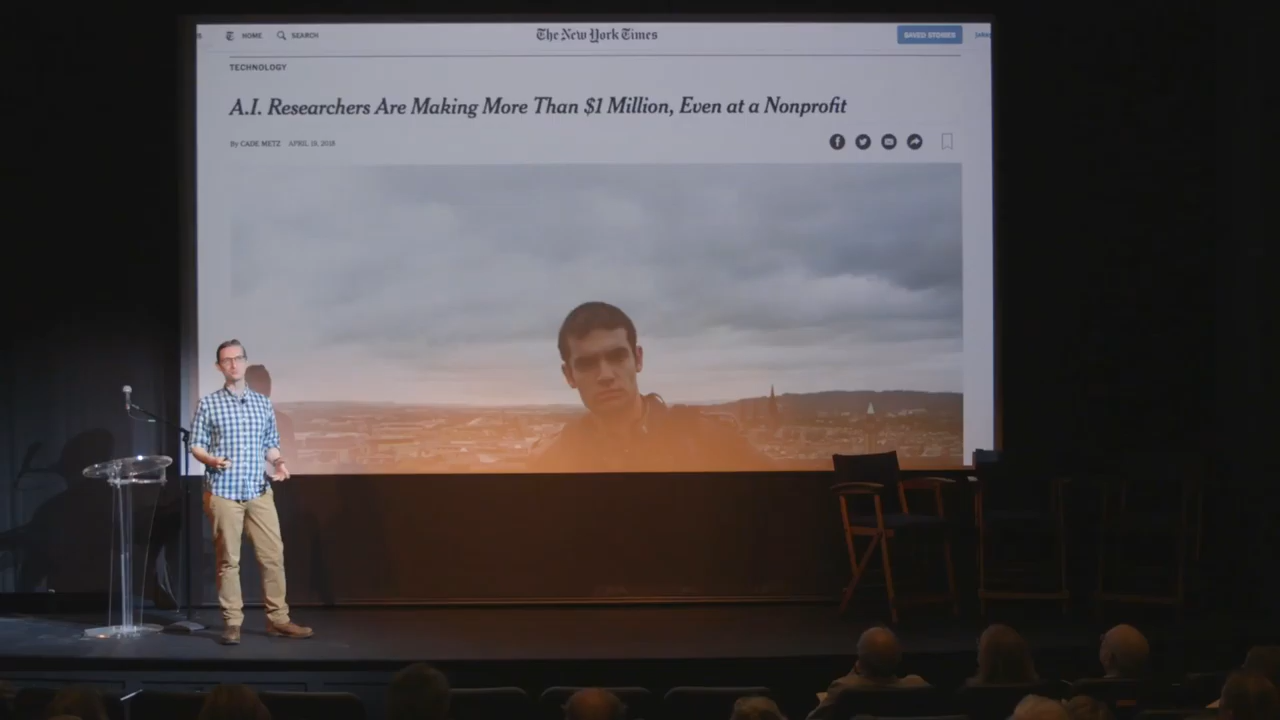 HOME SEARCH The New York Times SAVED STORIES
TECHNOLOGY
A.I. Researchers Are Making More Than $1 Million, Even at a Nonprofit
By CADE METZ APRIL 19, 2018